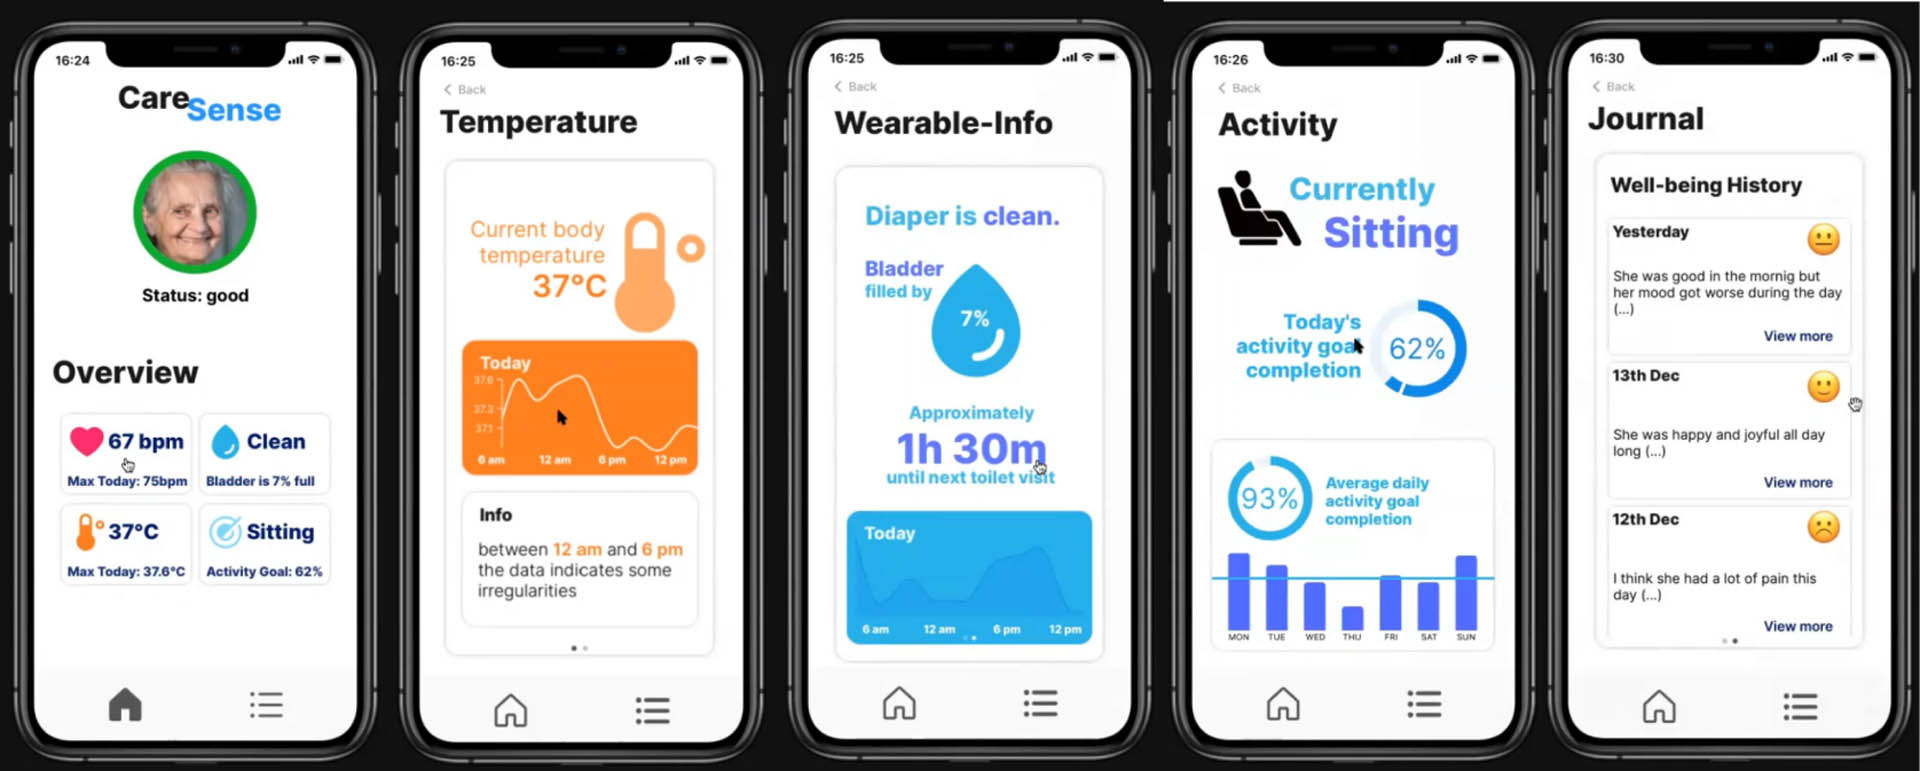 16:24
Care
Sense
Status: good
Overview
67 bpm
Max Today: 75bpm
Clean
Bladder is 7% full
37°C
Max Today: 37.6°C
Sitting
Activity Goal: 62%
16:25
Back
Temperature
Current body
temperature
37°C
Today
37.6
37.3
37.1
6 am 12 am 6 pm 12 pm
Info
between 12 am and 6 pm
the data indicates some
irregularities
16:25
Back
Wearable-Info
Diaper is clean.
Bladder
filled by
7%
Approximately
1h 30m
until next toilet visit
Today
6 am 12 am 6 pm 12 pm
16:26
Back
Activity
Currently
Sitting
Today's
activity goal
completion
62%
93%
Average daily
activity goal
completion
MON TUE WED THU FRI SAT SUN
16:30
Back
Journal
Well-being History
Yesterday
She was good in the mornig but
her mood got worse during the day
(...)
View more
13th Dec
She was happy and joyful all day
long (...)
View more
12th Dec
I think she had a lot of pain this
day (...)
View more